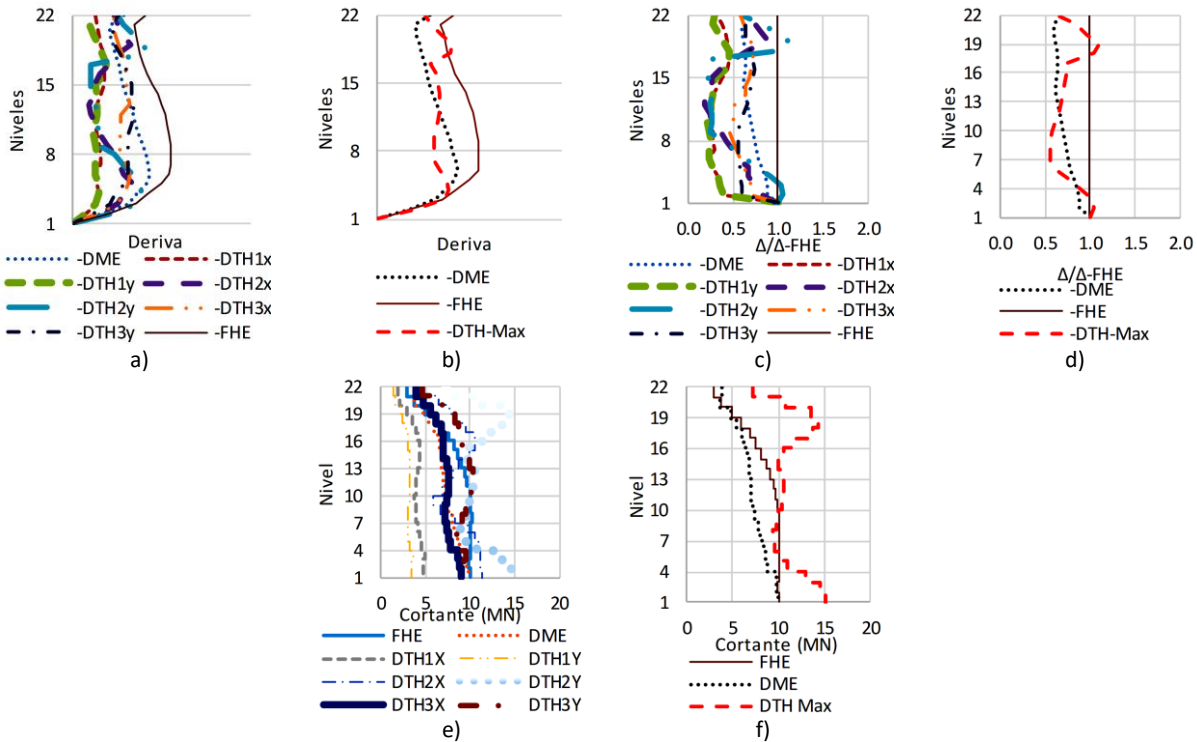 22
15
8
1
Niveles
Deriva
-DME
-DTH1x
-DTH1y
-DTH2x
-DTH2y
-DTH3x
-DTH3y
-FHE
a)
22
15
8
1
Niveles
Deriva
-DME
-FHE
-DTH-Max
b)
22
15
8
1
Niveles
0.0 0.5 1.0 1.5 2.0
Δ/Δ-FHE
-DME
-DTH1x
-DTH1y
-DTH2x
-DTH2y
-DTH3x
-DTH3y
-FHE
c)
22
19
16
13
10
7
4
1
Niveles
0.0 1.0 2.0
Δ/Δ-FHE
-DME
-FHE
-DTH-Max
d)
22
19
16
13
10
7
4
1
Nivel
0 5 10 15 20
Cortante (MN)
FHE
DME
DTH1X
DTH1Y
DTH2X
DTH2Y
DTH3X
DTH3Y
e)
22
19
16
13
10
7
4
1
Nivel
0 5 10 15 20
Cortante (MN)
FHE
DME
DTH Max
f)